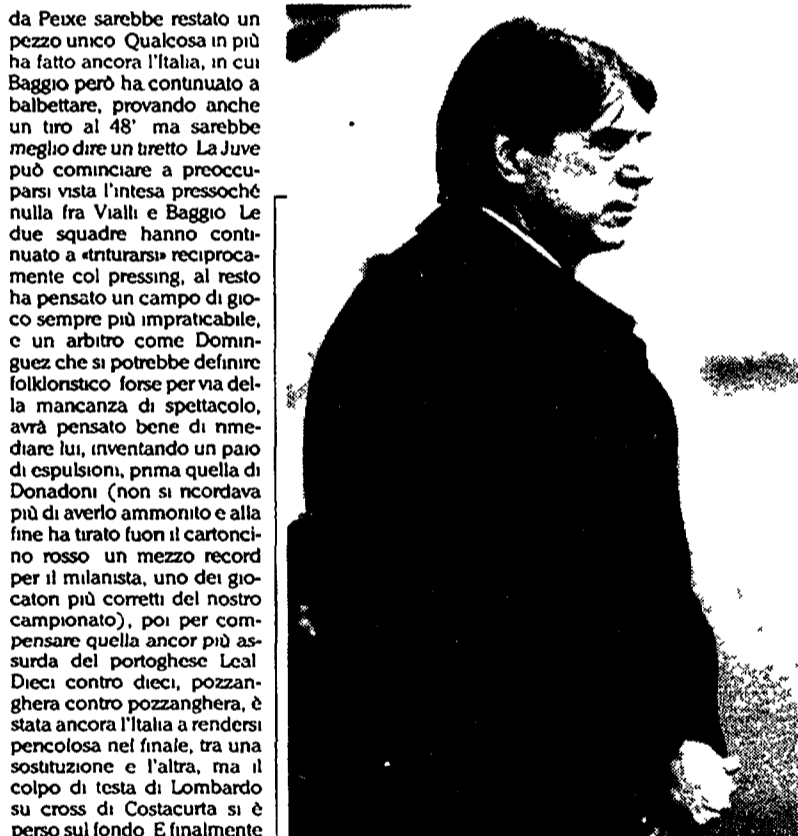 da Peixe sarebbe restato un
pezzo unico Qualcosa in più
ha fatto ancora l'Italia, in cui
Baggio però ha continuato a
balbettare, provando anche
un tiro al 48' ma sarebbe
meglio dire un tiretto La Juve
può cominciare a preoccu-
parsi vista l'intesa pressoché
nulla fra Vialli e Baggio Le
due squadre hanno conti-
nuato a «triturarsi» reciproca-
mente col pressing, al resto
ha pensato un campo di gio-
co sempre più impraticabile,
e un arbitro come Domin-
guez che si potrebbe definire
folkloristico forse per via del-
la mancanza di spettacolo,
avrà pensato bene di rime-
diare lui, inventando un paio
di espulsioni, prima quella di
Donadoni (non si ricordava
più di averlo ammonito e alla
fine ha tirato fuori il cartonci-
no rosso un mezzo record
per il milanista, uno dei gio-
catori più corretti del nostro
campionato), poi per com-
pensare quella ancor più as-
surda del portoghese Leal
Dieci contro dieci, pozzan-
ghera contro pozzanghera, è
stata ancora l'Italia a rendersi
pericolosa nel finale, tra una
sostituzione e l'altra, ma il
colpo di testa di Lombardo
su cross di Costacurta si è
perso sul fondo E finalmente